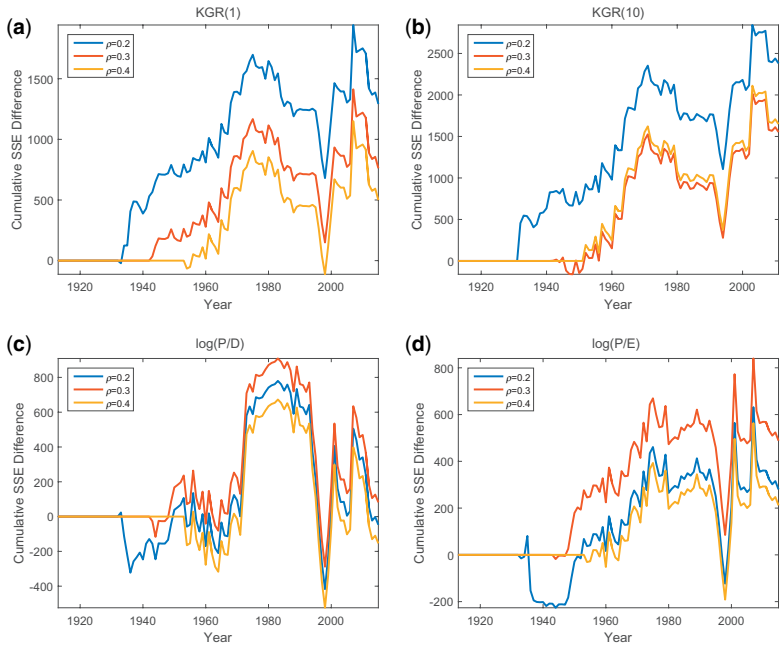 (a)
KGR(1)
ρ=0.2
ρ=0.3
ρ=0.4
Cumulative SSE Difference
1500
1000
500
0
1920 1940 1960 1980 2000
Year
(b)
KGR(10)
ρ=0.2
ρ=0.3
ρ=0.4
Cumulative SSE Difference
2500
2000
1500
1000
500
0
1920 1940 1960 1980 2000
Year
(c)
log(P/D)
ρ=0.2
ρ=0.3
ρ=0.4
Cumulative SSE Difference
800
600
400
200
0
-200
-400
1920 1940 1960 1980 2000
Year
(d)
log(P/E)
ρ=0.2
ρ=0.3
ρ=0.4
Cumulative SSE Difference
800
600
400
200
0
-200
1920 1940 1960 1980 2000
Year